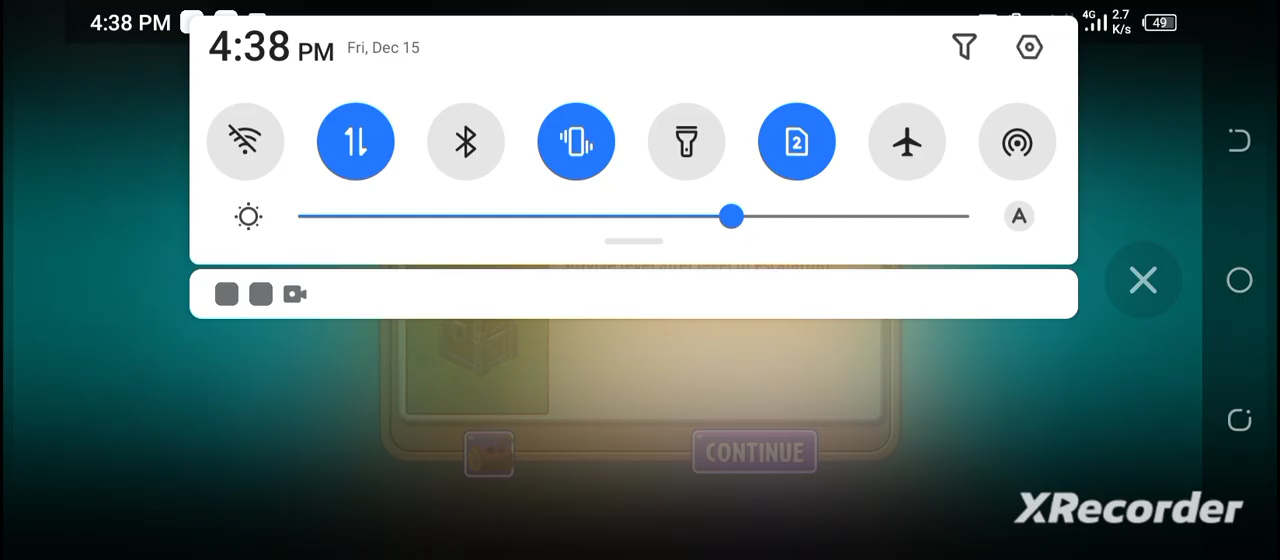 4:38 PM
4G 2.7 K/s 49
4:38 PM Fri, Dec 15
2
A
CONTINUE
XRecorder